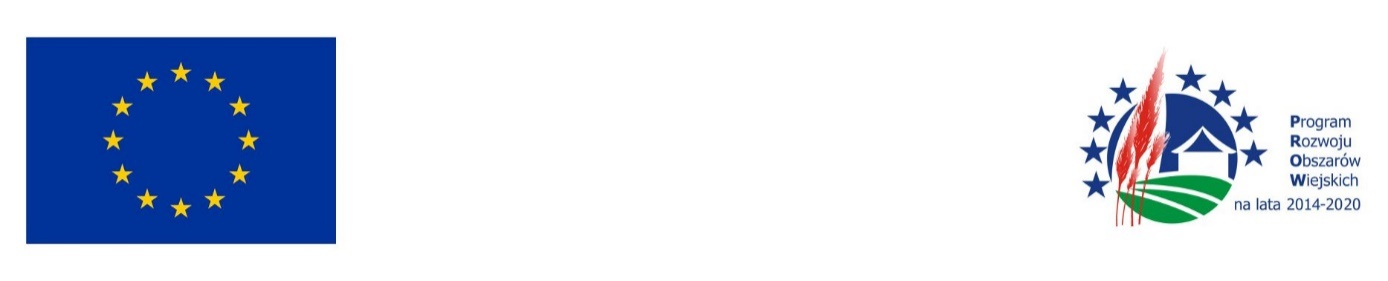 Program
Rozwoju
Obszarów
Wiejskich
na lata 2014-2020